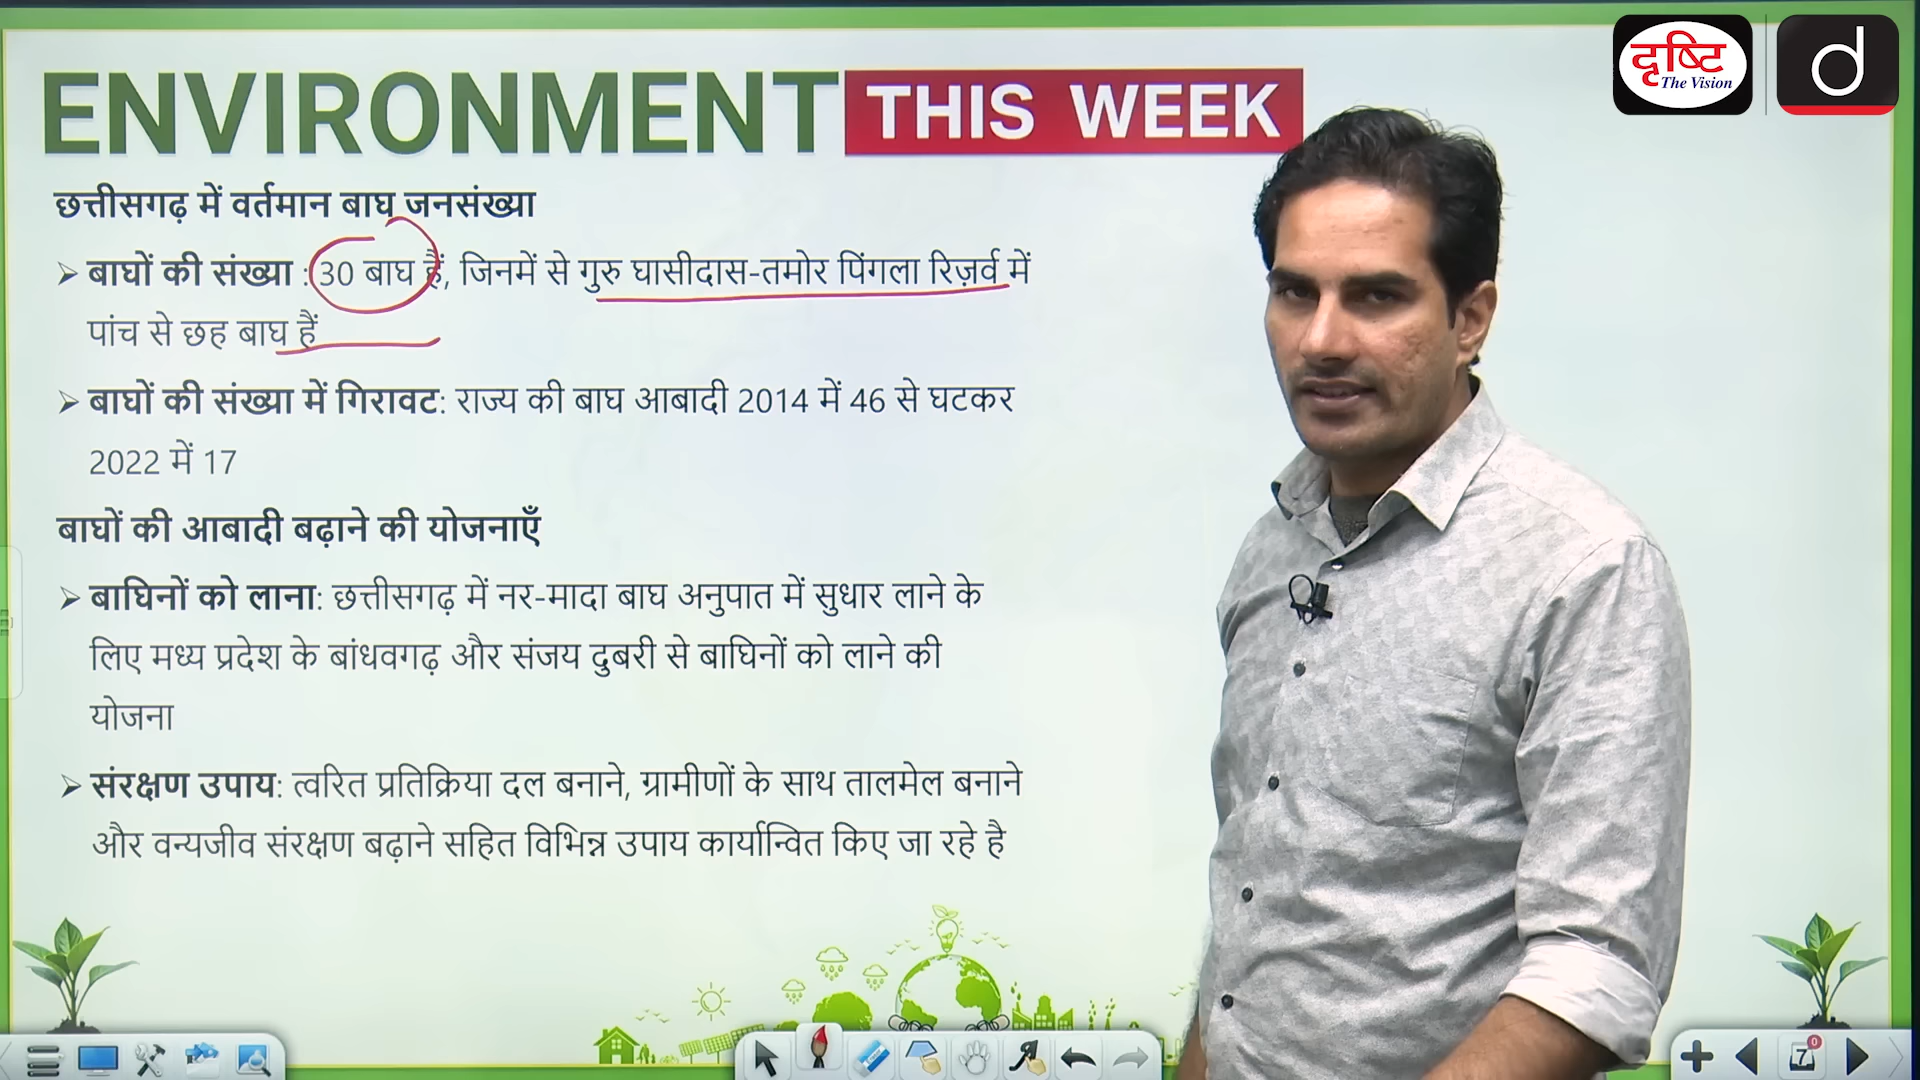 दृष्टि
The Vision
d
ENVIRONMENT THIS WEEK
छत्तीसगढ़ में वर्तमान बाघ जनसंख्या
➢ बाघों की संख्या : 30 बाघ हैं, जिनमें से गुरु घासीदास-तमोर पिंगला रिज़र्व में
पांच से छह बाघ हैं
➢ बाघों की संख्या में गिरावट: राज्य की बाघ आबादी 2014 में 46 से घटकर
2022 में 17
बाघों की आबादी बढ़ाने की योजनाएँ
➢ बाघिनों को लाना: छत्तीसगढ़ में नर-मादा बाघ अनुपात में सुधार लाने के
लिए मध्य प्रदेश के बांधवगढ़ और संजय दुबरी से बाघिनों को लाने की
योजना
➢ संरक्षण उपाय: त्वरित प्रतिक्रिया दल बनाने, ग्रामीणों के साथ तालमेल बनाने
और वन्यजीव संरक्षण बढ़ाने सहित विभिन्न उपाय कार्यान्वित किए जा रहे है
7
0